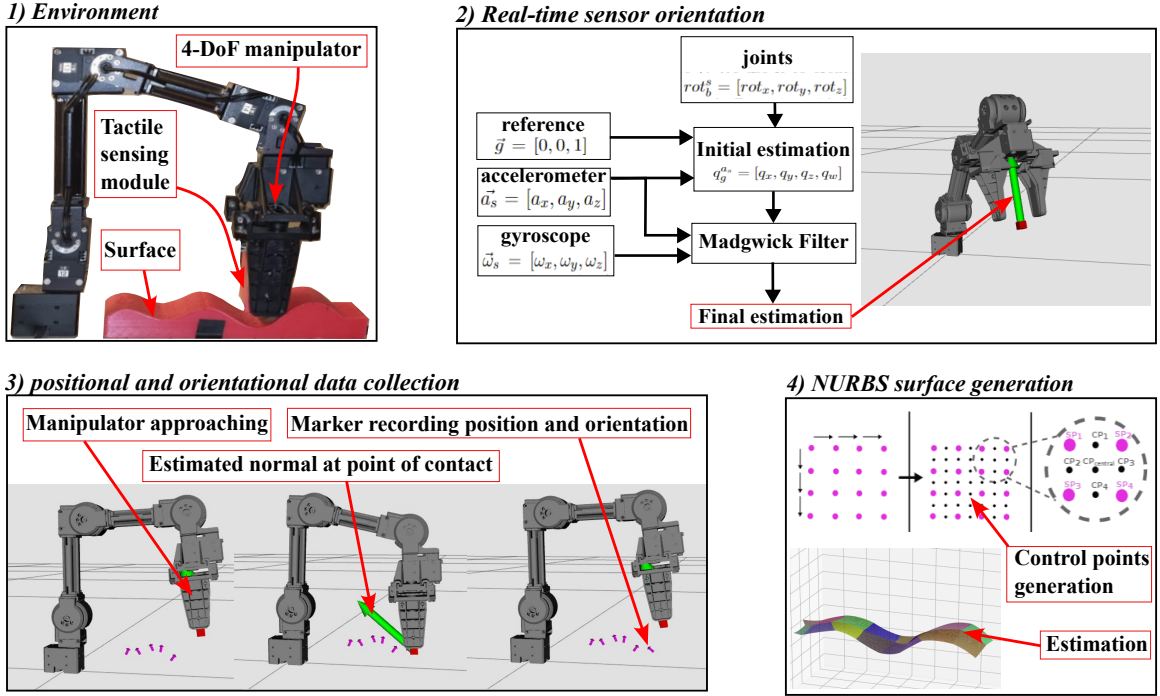 1) Environment
4-DoF manipulator
Tactile
sensing
module
Surface
2) Real-time sensor orientation
joints
rot_b^s = [rot_x, rot_y, rot_z]
reference
g⃗ = [0, 0, 1]
Initial estimation
q_g^{a_s} = [q_x, q_y, q_z, q_w]
accelerometer
a⃗_s = [a_x, a_y, a_z]
gyroscope
ω⃗_s = [ω_x, ω_y, ω_z]
Madgwick Filter
Final estimation
3) positional and orientational data collection
Manipulator approaching
Marker recording position and orientation
Estimated normal at point of contact
4) NURBS surface generation
SP1 CP1 SP2
CP2 CPcentral CP3
SP3 CP4 SP4
Control points
generation
Estimation